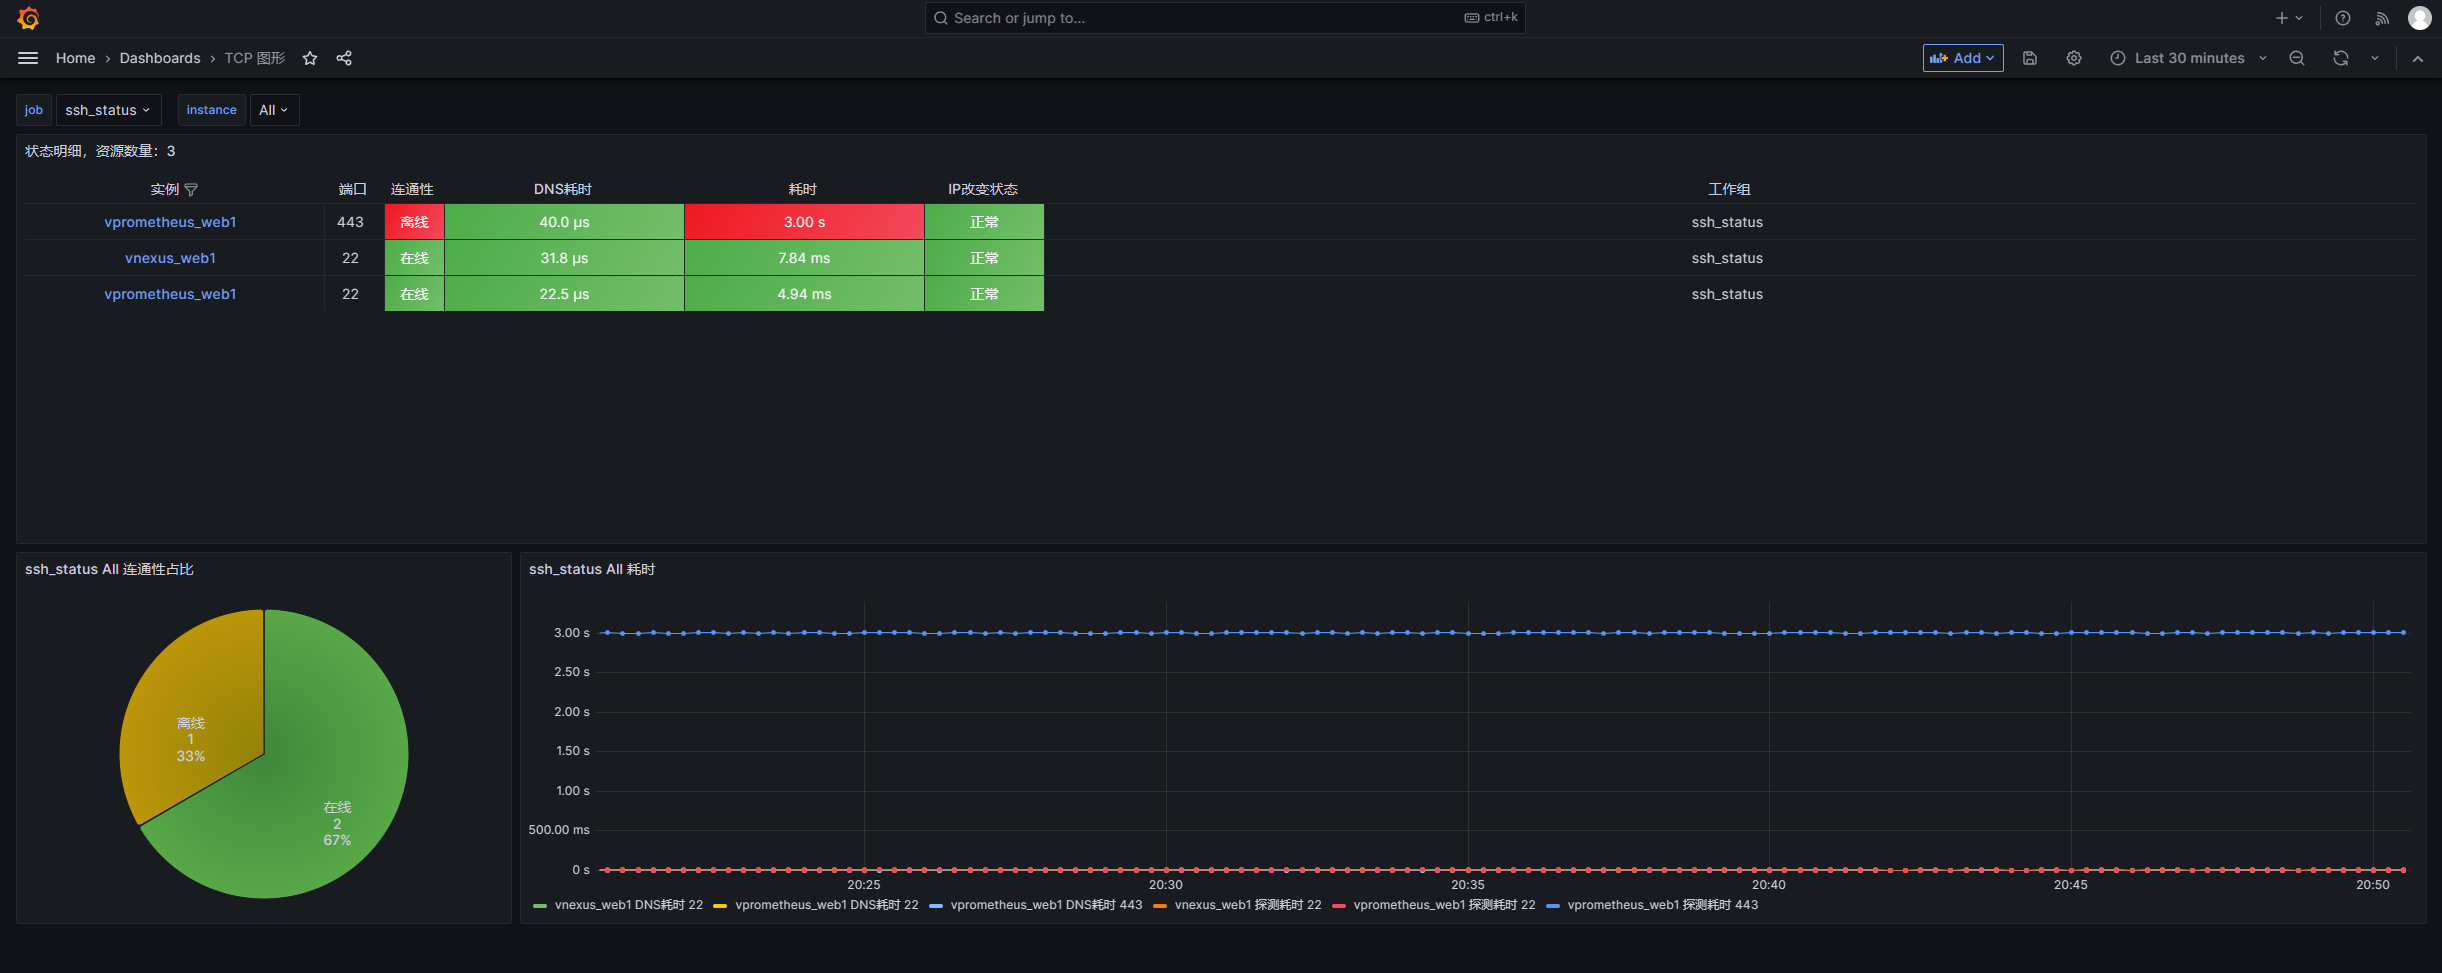 Search or jump to... ctrl+k
Home › Dashboards › TCP 图形 Add Last 30 minutes
job ssh_status instance All
状态明细，资源数量：3
实例 端口 连通性 DNS耗时 耗时 IP改变状态 工作组
vprometheus_web1 443 离线 40.0 µs 3.00 s 正常 ssh_status
vnexus_web1 22 在线 31.8 µs 7.84 ms 正常 ssh_status
vprometheus_web1 22 在线 22.5 µs 4.94 ms 正常 ssh_status
ssh_status All 连通性占比
离线
1
33%
在线
2
67%
ssh_status All 耗时
3.00 s
2.50 s
2.00 s
1.50 s
1.00 s
500.00 ms
0 s
20:25 20:30 20:35 20:40 20:45 20:50
vnexus_web1 DNS耗时 22 vprometheus_web1 DNS耗时 22 vprometheus_web1 DNS耗时 443 vnexus_web1 探测耗时 22 vprometheus_web1 探测耗时 22 vprometheus_web1 探测耗时 443